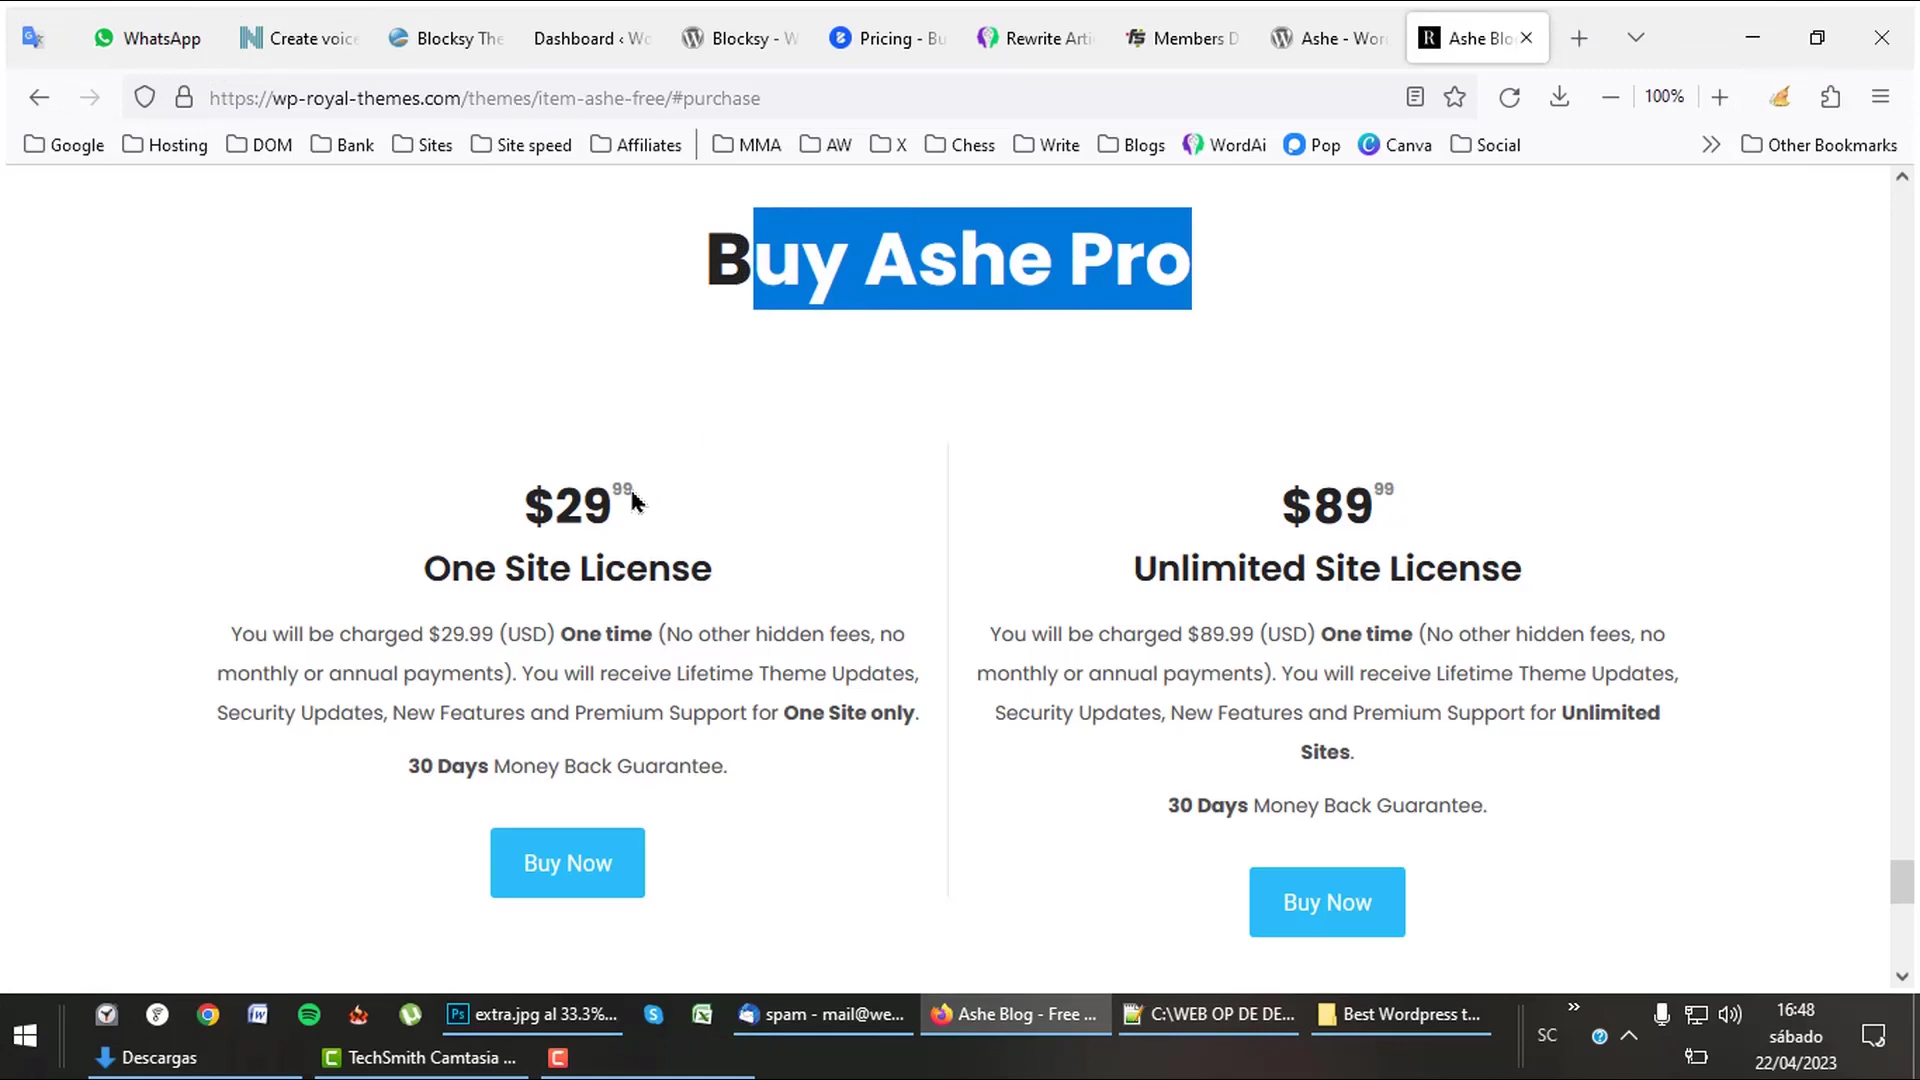 WhatsApp
Create voic
Blocksy The
Dashboard ‹ Wo
Blocksy - W
Pricing - Bu
Rewrite Arti
Members D
Ashe - Wor
Ashe Blo
https://wp-royal-themes.com/themes/item-ashe-free/#purchase
100%
Google
Hosting
DOM
Bank
Sites
Site speed
Affiliates
MMA
AW
X
Chess
Write
Blogs
WordAi
Pop
Canva
Social
Other Bookmarks
Buy Ashe Pro
$29 99
One Site License
You will be charged $29.99 (USD) One time (No other hidden fees, no
monthly or annual payments). You will receive Lifetime Theme Updates,
Security Updates, New Features and Premium Support for One Site only.
30 Days Money Back Guarantee.
Buy Now
$89 99
Unlimited Site License
You will be charged $89.99 (USD) One time (No other hidden fees, no
monthly or annual payments). You will receive Lifetime Theme Updates,
Security Updates, New Features and Premium Support for Unlimited
Sites.
30 Days Money Back Guarantee.
Buy Now
extra.jpg al 33.3%...
spam - mail@we...
Ashe Blog - Free ...
C:\WEB OP DE DE...
Best Wordpress t...
Descargas
TechSmith Camtasia ...
SC
16:48
sábado
22/04/2023